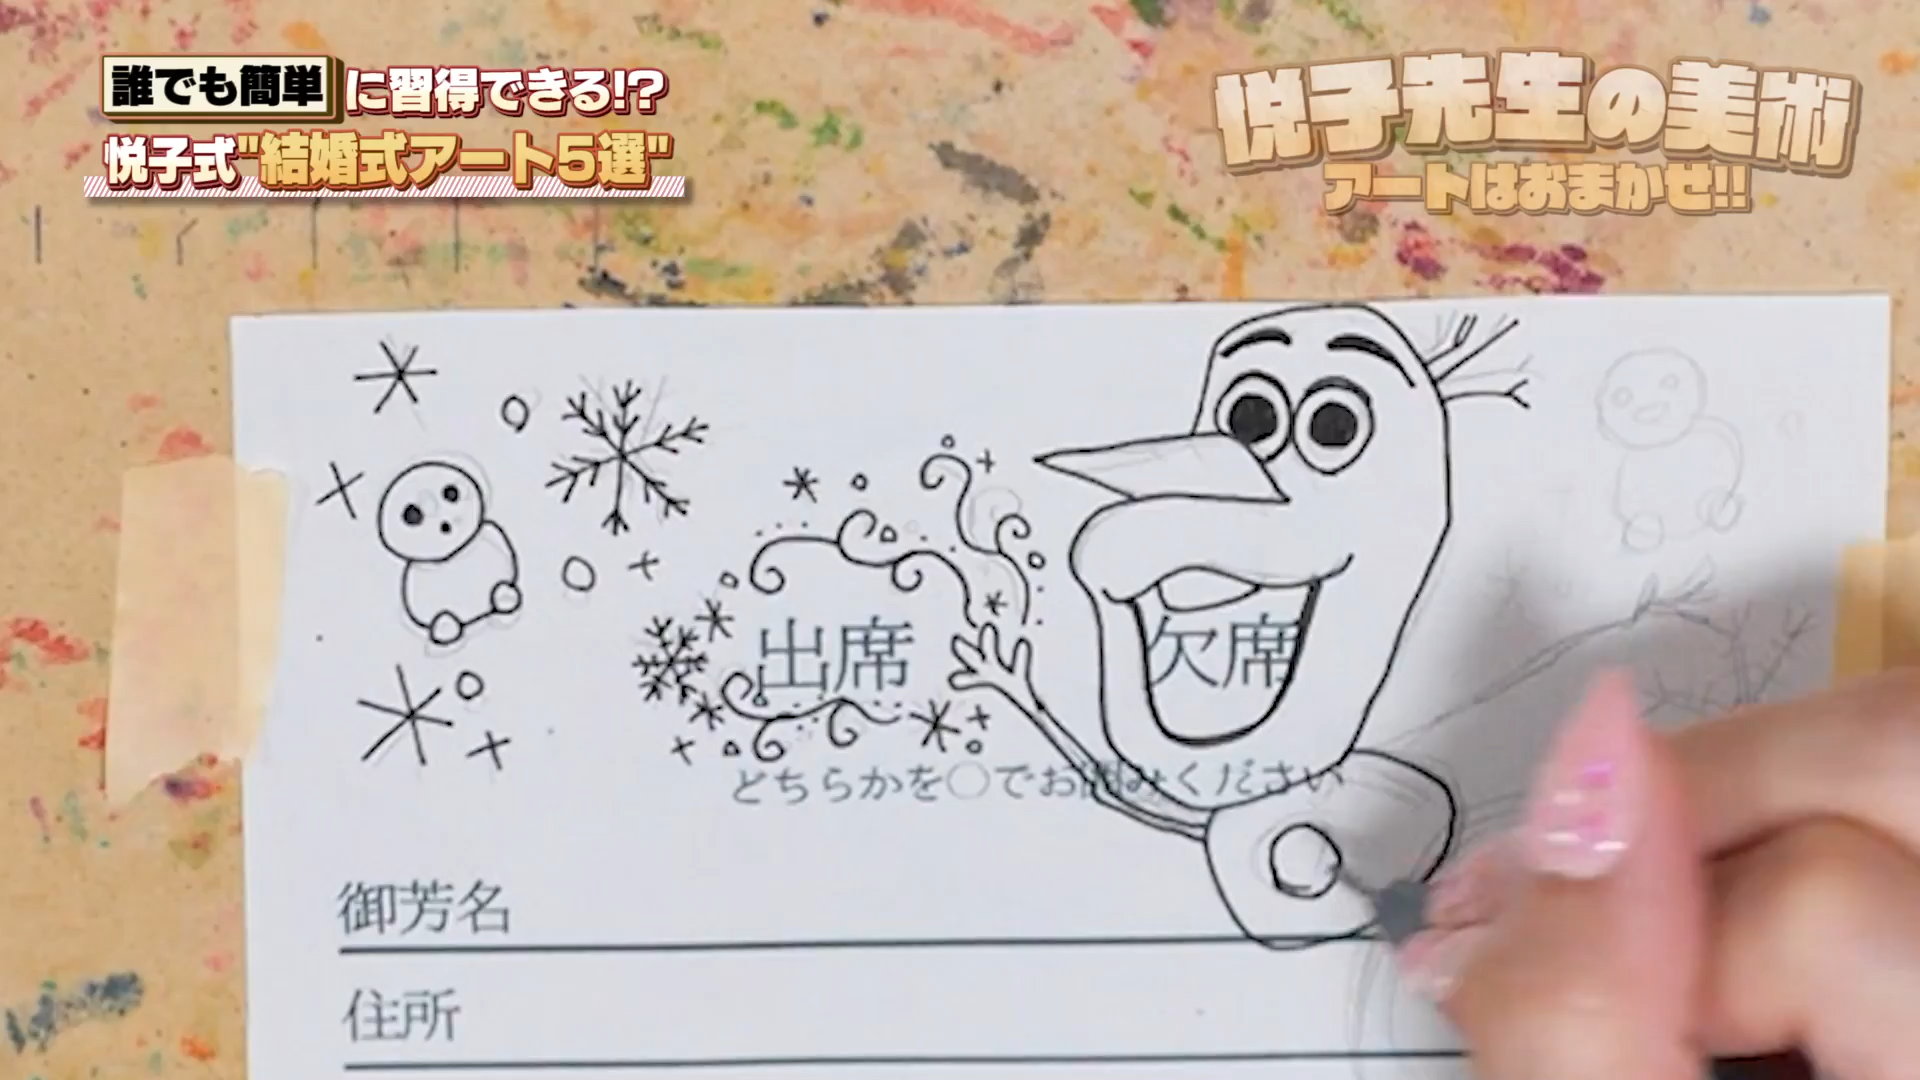 誰でも簡単に習得できる!?
悦子式"結婚式アート5選"
悦子先生の美術
アートはおまかせ!!
出席
欠席
どちらかを○でお囲みください
御芳名
住所